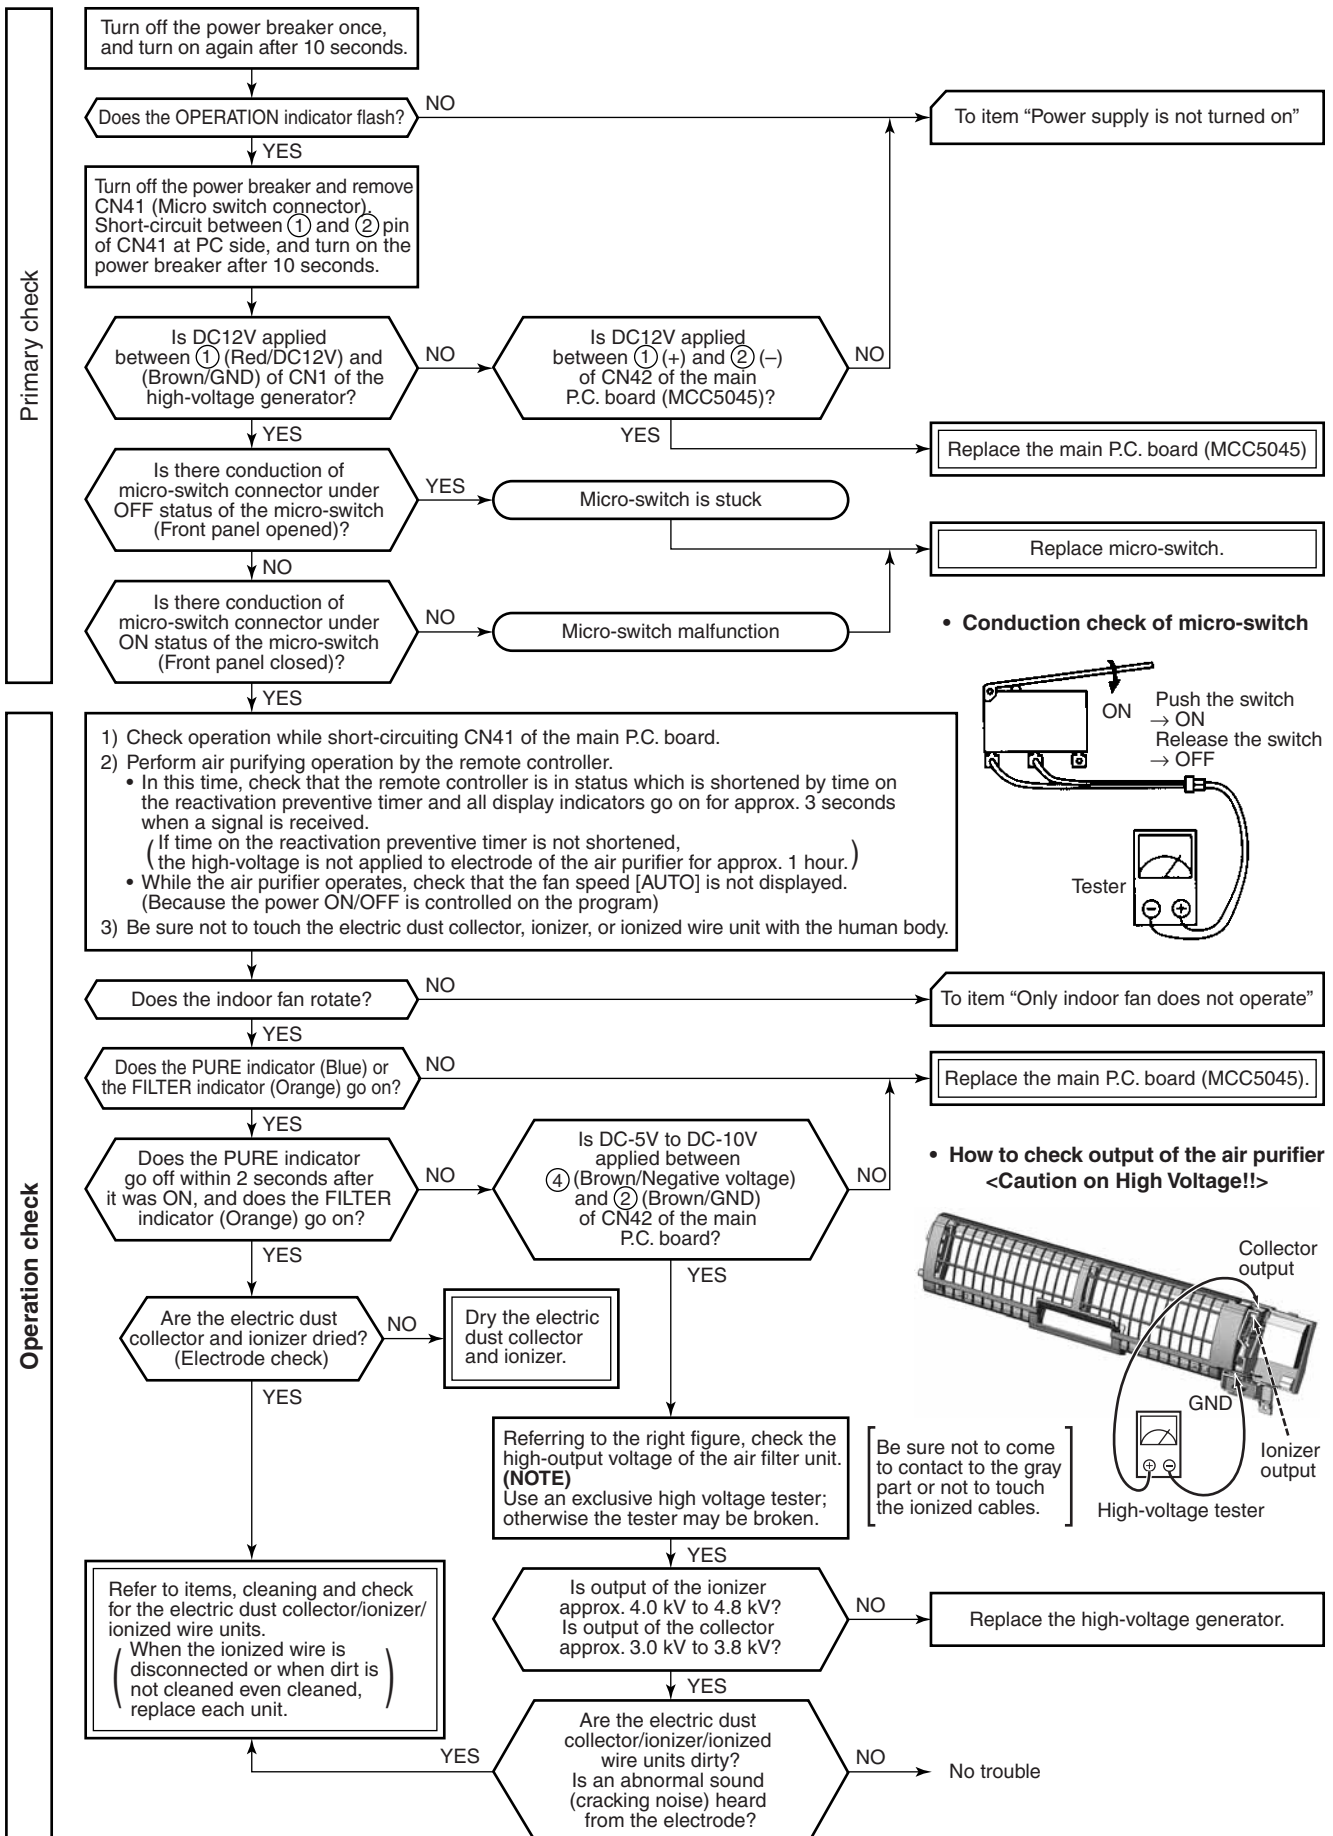 Primary check
Turn off the power breaker once,
and turn on again after 10 seconds.
Does the OPERATION indicator flash?
NO
To item “Power supply is not turned on”
YES
Turn off the power breaker and remove
CN41 (Micro switch connector).
Short-circuit between ① and ② pin
of CN41 at PC side, and turn on the
power breaker after 10 seconds.
Is DC12V applied
between ① (Red/DC12V) and
(Brown/GND) of CN1 of the
high-voltage generator?
NO
Is DC12V applied
between ① (+) and ② (–)
of CN42 of the main
P.C. board (MCC5045)?
NO
YES
YES
Replace the main P.C. board (MCC5045)
Is there conduction of
micro-switch connector under
OFF status of the micro-switch
(Front panel opened)?
YES
Micro-switch is stuck
Replace micro-switch.
NO
Is there conduction of
micro-switch connector under
ON status of the micro-switch
(Front panel closed)?
NO
Micro-switch malfunction
YES
• Conduction check of micro-switch
ON
Push the switch
→ ON
Release the switch
→ OFF
Tester
Operation check
1) Check operation while short-circuiting CN41 of the main P.C. board.
2) Perform air purifying operation by the remote controller.
• In this time, check that the remote controller is in status which is shortened by time on
the reactivation preventive timer and all display indicators go on for approx. 3 seconds
when a signal is received.
(If time on the reactivation preventive timer is not shortened,
the high-voltage is not applied to electrode of the air purifier for approx. 1 hour.)
• While the air purifier operates, check that the fan speed [AUTO] is not displayed.
(Because the power ON/OFF is controlled on the program)
3) Be sure not to touch the electric dust collector, ionizer, or ionized wire unit with the human body.
Does the indoor fan rotate?
NO
To item “Only indoor fan does not operate”
YES
Does the PURE indicator (Blue) or
the FILTER indicator (Orange) go on?
NO
Replace the main P.C. board (MCC5045).
YES
Does the PURE indicator
go off within 2 seconds after
it was ON, and does the FILTER
indicator (Orange) go on?
NO
Is DC-5V to DC-10V
applied between
④ (Brown/Negative voltage)
and ② (Brown/GND)
of CN42 of the main
P.C. board?
NO
YES
YES
• How to check output of the air purifier
<Caution on High Voltage!!>
Collector
output
GND
Ionizer
output
High-voltage tester
[Be sure not to come
to contact to the gray
part or not to touch
the ionized cables.]
Are the electric dust
collector and ionizer dried?
(Electrode check)
NO
Dry the electric
dust collector
and ionizer.
YES
Referring to the right figure, check the
high-output voltage of the air filter unit.
(NOTE)
Use an exclusive high voltage tester;
otherwise the tester may be broken.
YES
Is output of the ionizer
approx. 4.0 kV to 4.8 kV?
Is output of the collector
approx. 3.0 kV to 3.8 kV?
NO
Replace the high-voltage generator.
YES
Refer to items, cleaning and check
for the electric dust collector/ionizer/
ionized wire units.
(When the ionized wire is
disconnected or when dirt is
not cleaned even cleaned,
replace each unit.)
Are the electric dust
collector/ionizer/ionized
wire units dirty?
Is an abnormal sound
(cracking noise) heard
from the electrode?
YES
NO
No trouble